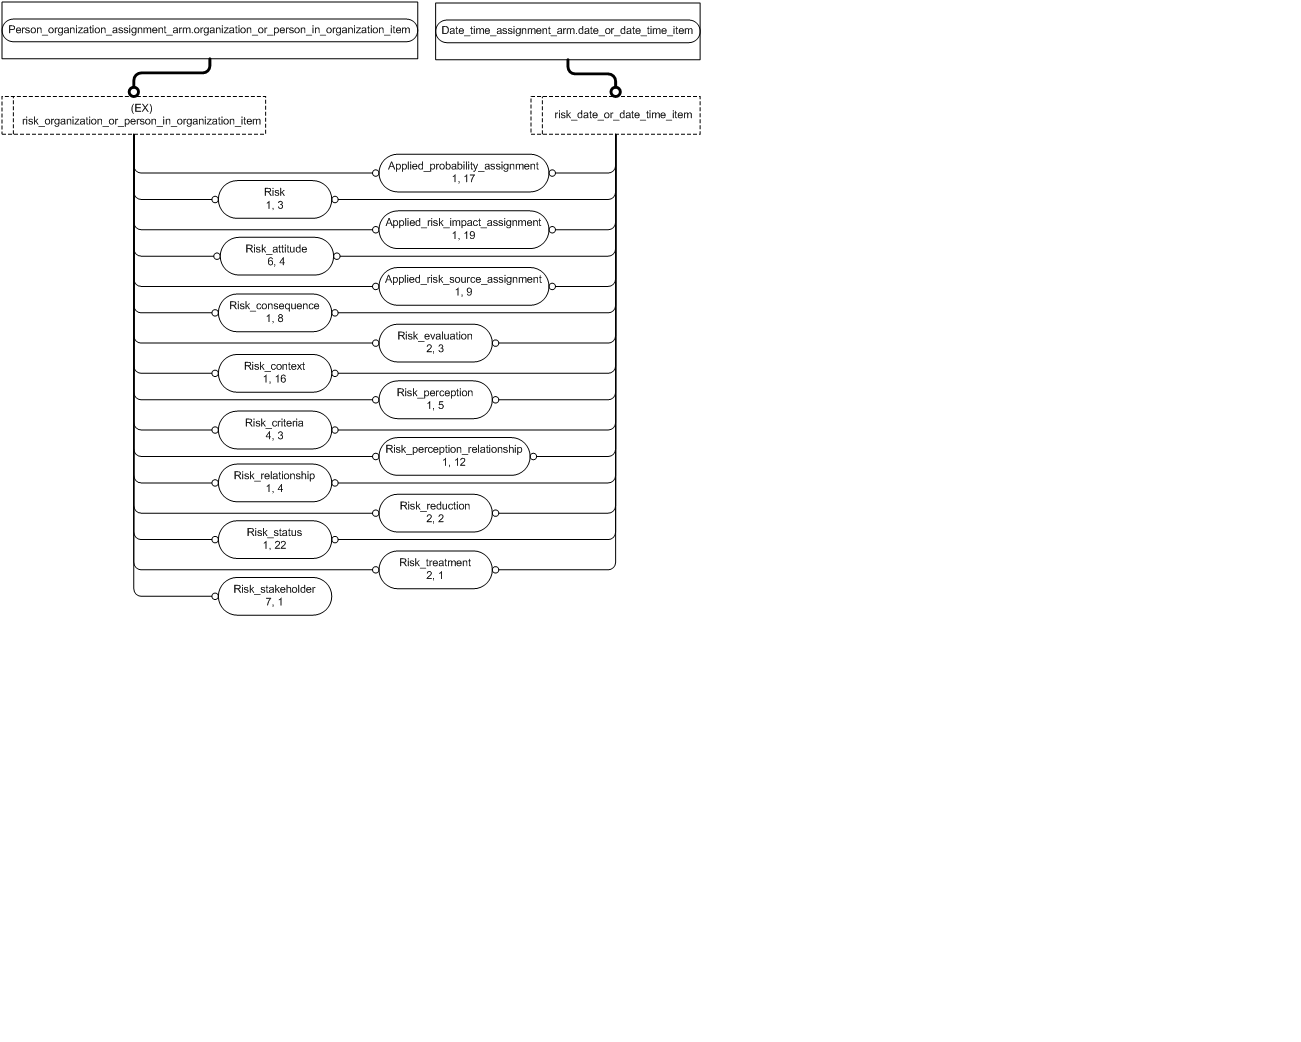 Person_organization_assignment_arm.organization_or_person_in_organization_item
Date_time_assignment_arm.date_or_date_time_item
(EX)
risk_organization_or_person_in_organization_item
risk_date_or_date_time_item
Applied_probability_assignment
1, 17
Risk
1, 3
Applied_risk_impact_assignment
1, 19
Risk_attitude
6, 4
Applied_risk_source_assignment
1, 9
Risk_consequence
1, 8
Risk_evaluation
2, 3
Risk_context
1, 16
Risk_perception
1, 5
Risk_criteria
4, 3
Risk_perception_relationship
1, 12
Risk_relationship
1, 4
Risk_reduction
2, 2
Risk_status
1, 22
Risk_treatment
2, 1
Risk_stakeholder
7, 1